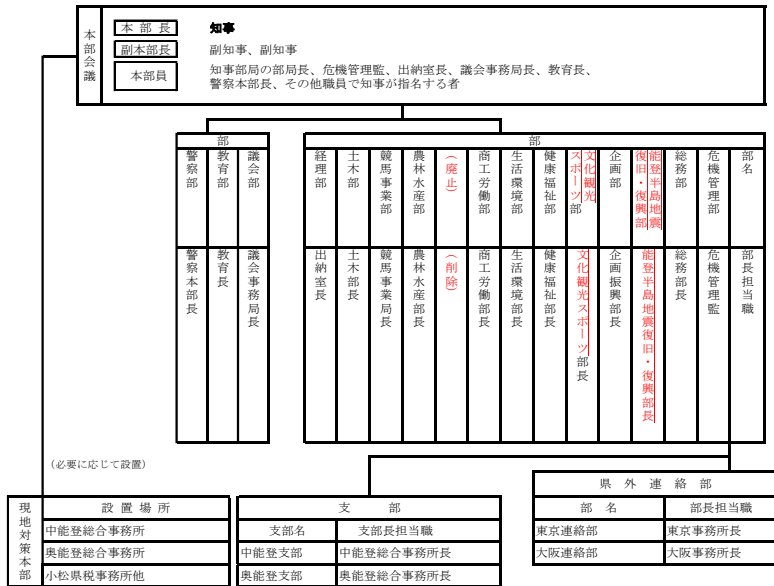 本部会議
本部長 知事
副本部長 副知事、副知事
本部員 知事部局の部局長、危機管理監、出納室長、議会事務局長、教育長、
警察本部長、その他職員で知事が指名する者
部
部名
危機管理部
総務部
能登半島地震
復旧・復興部
企画部
文化観光
スポーツ部
健康福祉部
生活環境部
商工労働部
(廃止)
農林水産部
競馬事業部
土木部
経理部
部長担当職
危機管理監
総務部長
能登半島地震復旧・復興部長
企画振興部長
文化観光スポーツ部長
健康福祉部長
生活環境部長
商工労働部長
(削除)
農林水産部長
競馬事業局長
土木部長
出納室長
部
議会部
教育部
警察部
議会事務局長
教育長
警察本部長
(必要に応じて設置)
現地対策本部
設置場所
中能登総合事務所
奥能登総合事務所
小松県税事務所他
支部
支部名 支部長担当職
中能登支部 中能登総合事務所長
奥能登支部 奥能登総合事務所長
県外連絡部
部名 部長担当職
東京連絡部 東京事務所長
大阪連絡部 大阪事務所長